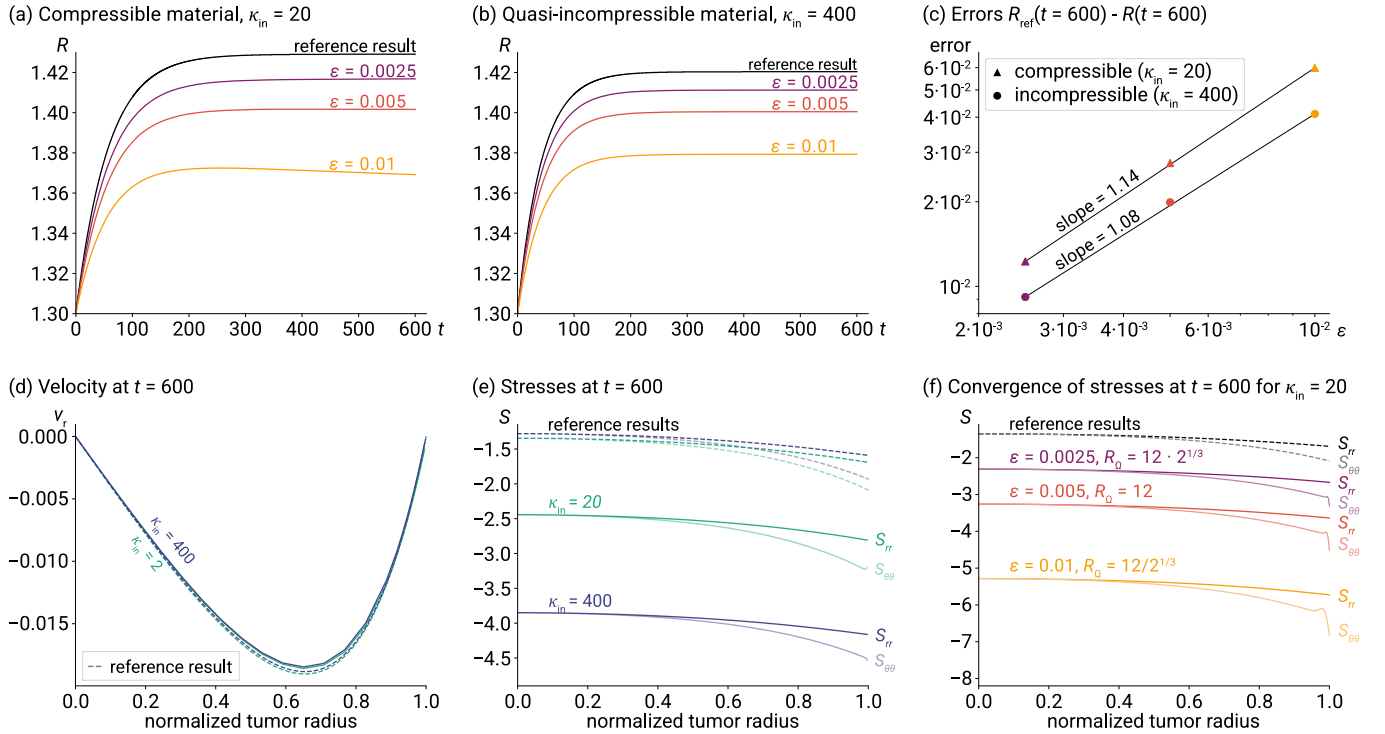 (a) Compressible material, κin = 20
R
reference result
1.42
ε = 0.0025
1.40
ε = 0.005
1.38
ε = 0.01
1.36
1.34
1.32
1.30
0 100 200 300 400 500 600 t
(b) Quasi-incompressible material, κin = 400
R
reference result
1.42
ε = 0.0025
1.40
ε = 0.005
1.38
ε = 0.01
1.36
1.34
1.32
1.30
0 100 200 300 400 500 600 t
(c) Errors Rref(t = 600) - R(t = 600)
error
6·10⁻²
5·10⁻²
4·10⁻²
3·10⁻²
2·10⁻²
10⁻²
compressible (κin = 20)
incompressible (κin = 400)
slope = 1.14
slope = 1.08
2·10⁻³ 3·10⁻³ 4·10⁻³ 6·10⁻³ 10⁻² ε
(d) Velocity at t = 600
vr
0.000
−0.005
−0.010
−0.015
κin = 400
κin = 2
reference result
0.0 0.2 0.4 0.6 0.8 1.0
normalized tumor radius
(e) Stresses at t = 600
S
reference results
−1.5
−2.0
−2.5
−3.0
−3.5
−4.0
−4.5
κin = 20
Srr
Sθθ
κin = 400
Srr
Sθθ
0.0 0.2 0.4 0.6 0.8 1.0
normalized tumor radius
(f) Convergence of stresses at t = 600 for κin = 20
S
reference results
Srr
Sθθ
−2
−3
−4
−5
−6
−7
−8
ε = 0.0025, RΩ = 12 · 2^1/3
Srr
Sθθ
ε = 0.005, RΩ = 12
Srr
Sθθ
ε = 0.01, RΩ = 12/2^1/3
Srr
Sθθ
0.0 0.2 0.4 0.6 0.8 1.0
normalized tumor radius